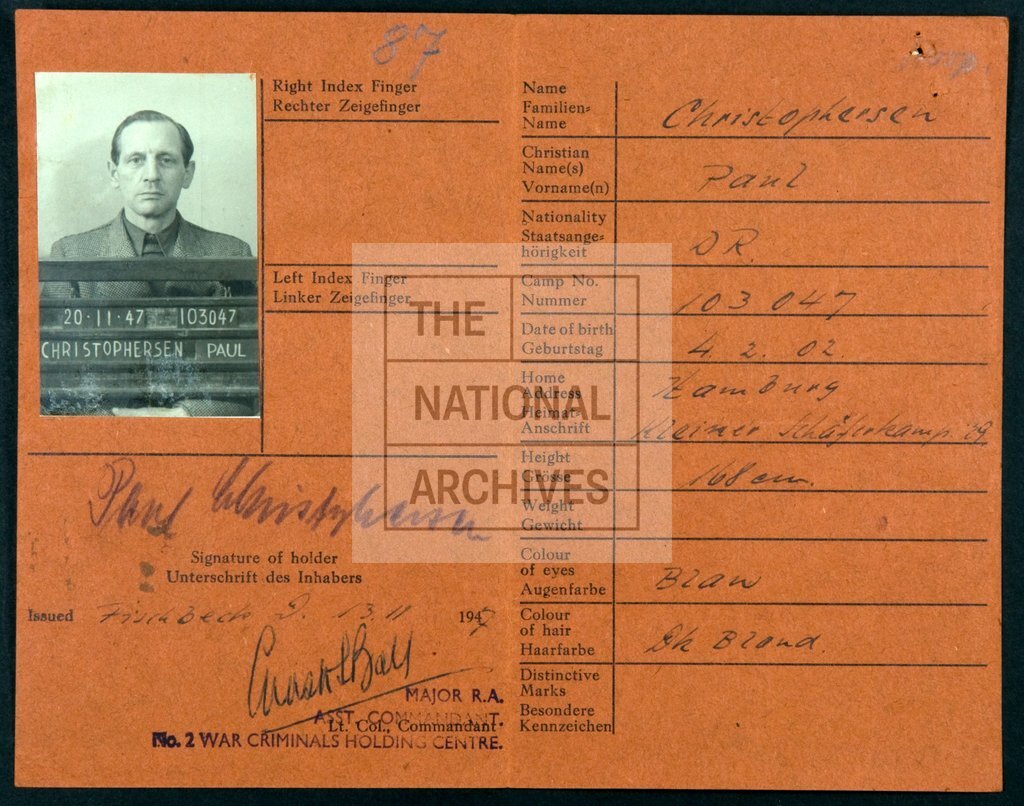 87
20·11·47 103047
CHRISTOPHERSEN PAUL
Right Index Finger
Rechter Zeigefinger
Left Index Finger
Linker Zeigefinger
Paul Christophersen
Signature of holder
Unterschrift des Inhabers
Issued Fischbeck d. 13.11 1947
MAJOR R.A.
ASST. COMMANDANT.
Lt. Col., Commandant
No. 2 WAR CRIMINALS HOLDING CENTRE.
Name
Familien=
Name
Christophersen
Christian
Name(s)
Vorname(n)
Paul
Nationality
Staatsange=
hörigkeit
DR.
Camp No.
Nummer
103 047
Date of birth
Geburtstag
4. 2. 02.
Home
Address
Heimat=
Anschrift
Hamburg
Kleiner Schäferkamp 29
Height
Grösse
168 cm.
Weight
Gewicht
Colour
of eyes
Augenfarbe
Blau
Colour
of hair
Haarfarbe
Dk Blond.
Distinctive
Marks
Besondere
Kennzeichen
THE
NATIONAL
ARCHIVES